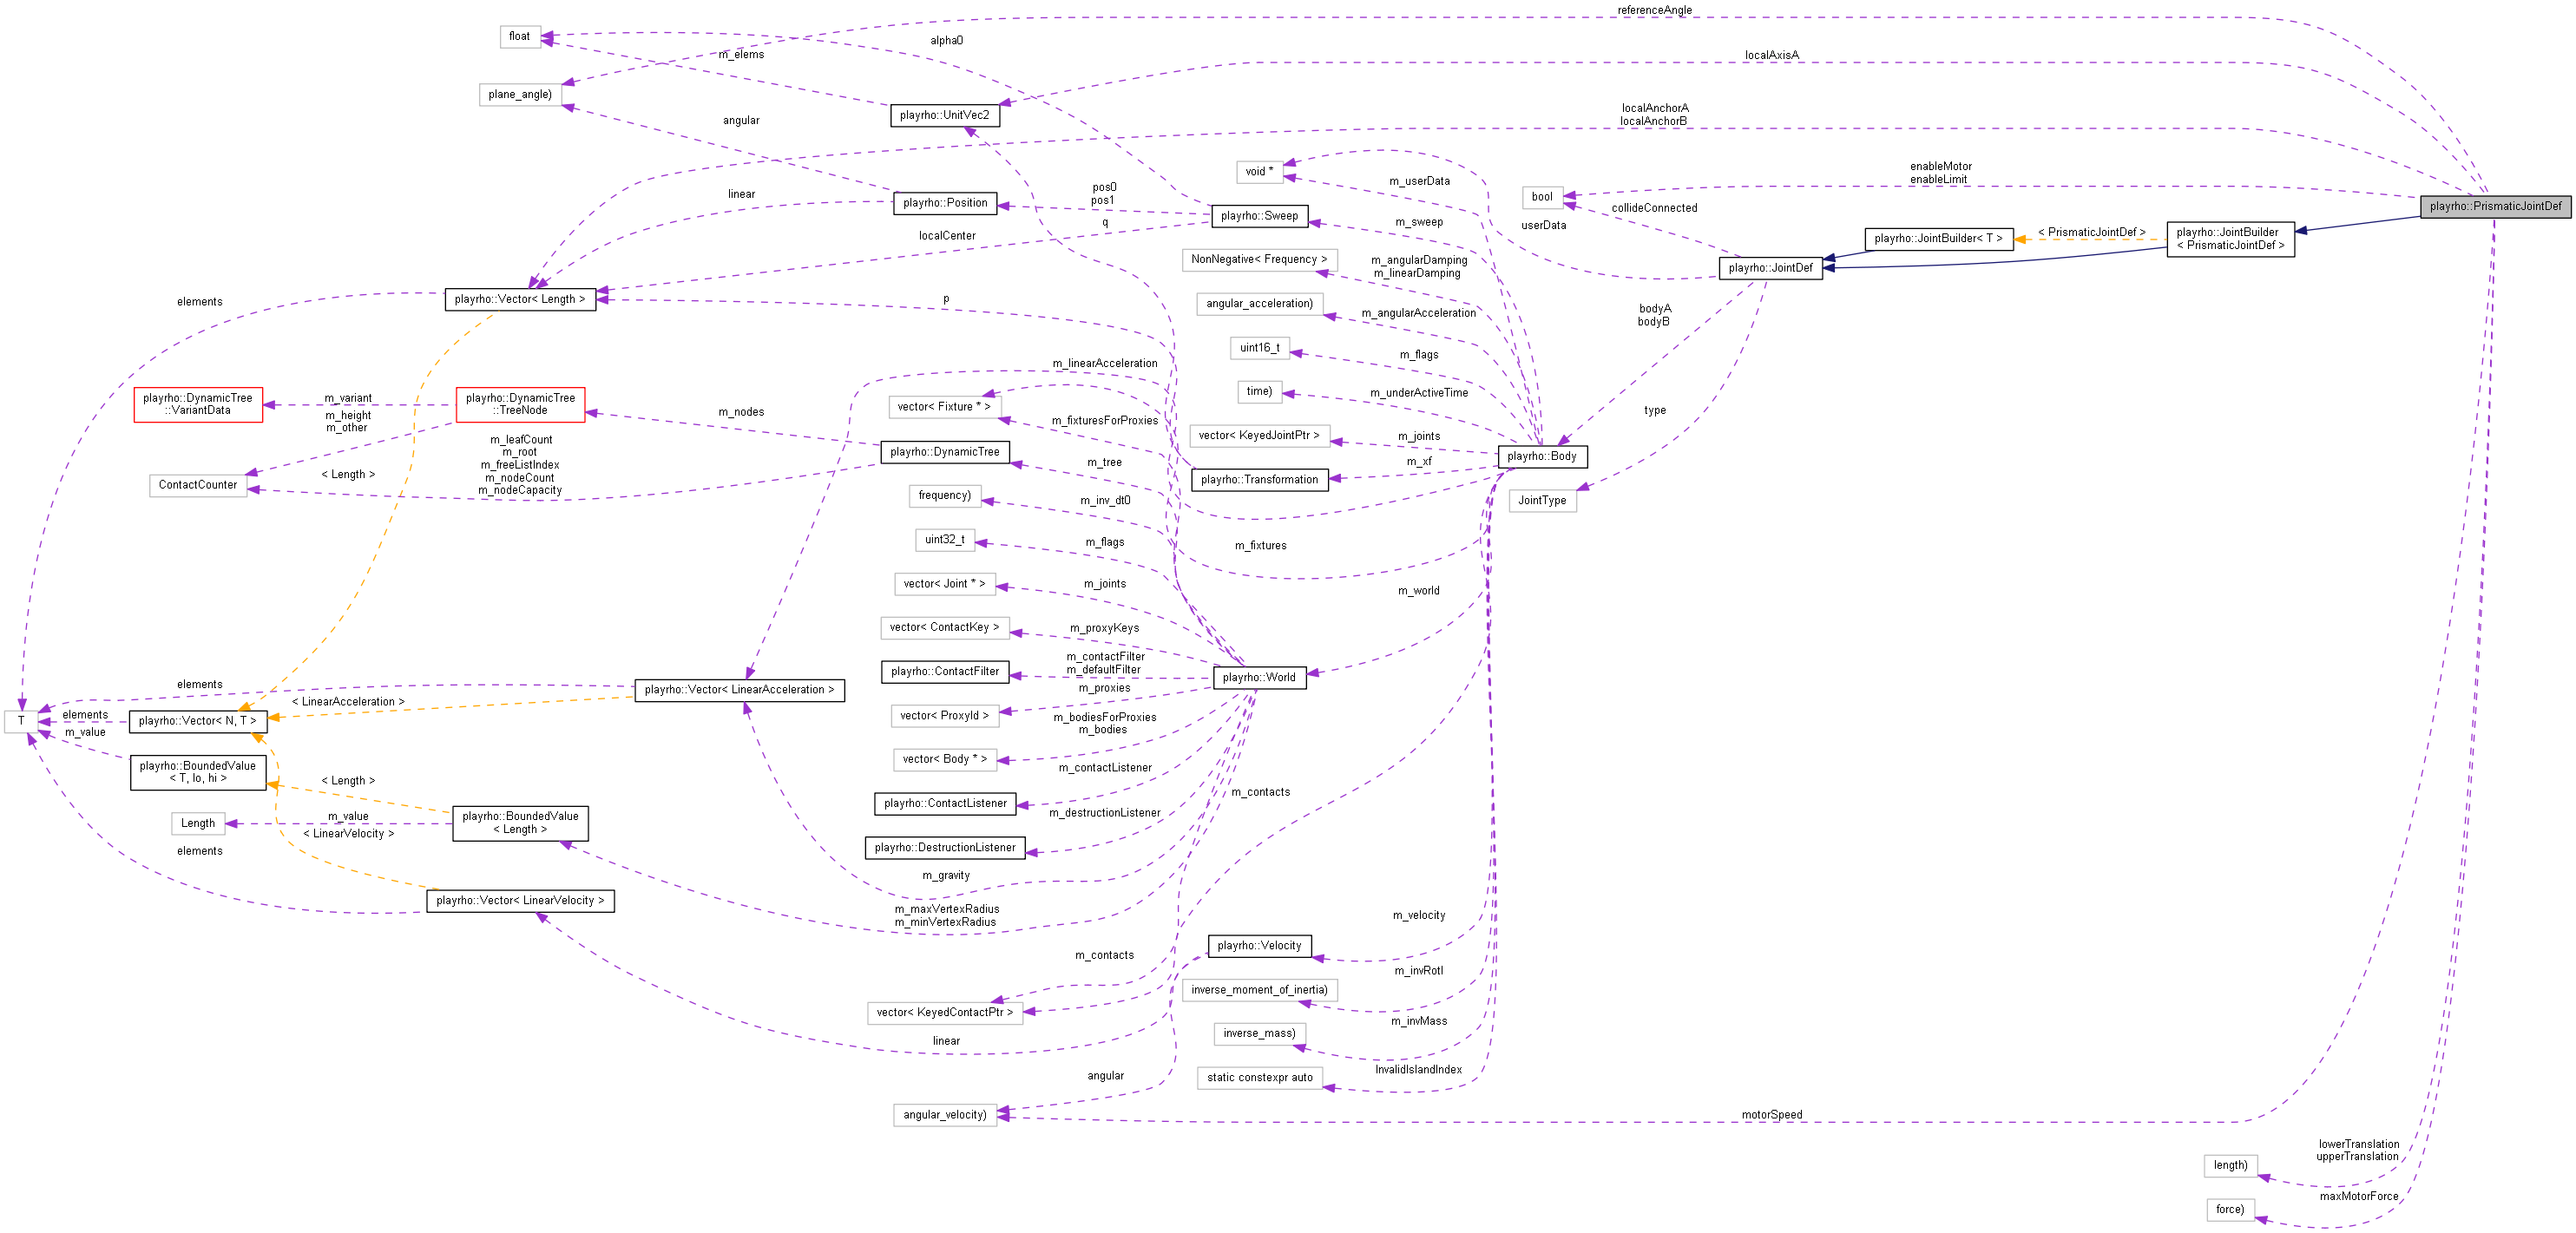 referenceAngle
float
alpha0
m_elems
localAxisA
plane_angle)
playrho::UnitVec2
localAnchorA
localAnchorB
angular
void *
m_userData
enableMotor
enableLimit
bool
collideConnected
playrho::PrismaticJointDef
linear
playrho::Position
pos0
pos1
playrho::Sweep
m_sweep
userData
q
localCenter
playrho::JointBuilder< T >
< PrismaticJointDef >
playrho::JointBuilder
< PrismaticJointDef >
NonNegative< Frequency >
m_angularDamping
m_linearDamping
playrho::JointDef
elements
playrho::Vector< Length >
p
angular_acceleration)
m_angularAcceleration
bodyA
bodyB
uint16_t
m_flags
m_linearAcceleration
time)
m_underActiveTime
playrho::DynamicTree
::VariantData
m_variant
m_height
m_other
playrho::DynamicTree
::TreeNode
m_nodes
vector< Fixture * >
m_fixturesForProxies
type
vector< KeyedJointPtr >
m_joints
m_leafCount
m_root
m_freeListIndex
m_nodeCount
m_nodeCapacity
playrho::DynamicTree
m_tree
m_xf
playrho::Body
ContactCounter
< Length >
playrho::Transformation
frequency)
m_inv_dt0
JointType
uint32_t
m_flags
m_fixtures
vector< Joint * >
m_joints
m_world
vector< ContactKey >
m_proxyKeys
playrho::ContactFilter
m_contactFilter
m_defaultFilter
playrho::World
elements
playrho::Vector< LinearAcceleration >
m_proxies
< LinearAcceleration >
T
elements
m_value
playrho::Vector< N, T >
vector< ProxyId >
m_bodiesForProxies
m_bodies
playrho::BoundedValue
< T, lo, hi >
vector< Body * >
m_contactListener
< Length >
m_contacts
playrho::ContactListener
Length
m_value
playrho::BoundedValue
< Length >
m_destructionListener
< LinearVelocity >
playrho::DestructionListener
elements
m_gravity
playrho::Vector< LinearVelocity >
m_maxVertexRadius
m_minVertexRadius
m_velocity
playrho::Velocity
m_contacts
m_invRotI
inverse_moment_of_inertia)
vector< KeyedContactPtr >
m_invMass
inverse_mass)
linear
InvalidIslandIndex
static constexpr auto
angular
angular_velocity)
motorSpeed
lowerTranslation
upperTranslation
length)
maxMotorForce
force)